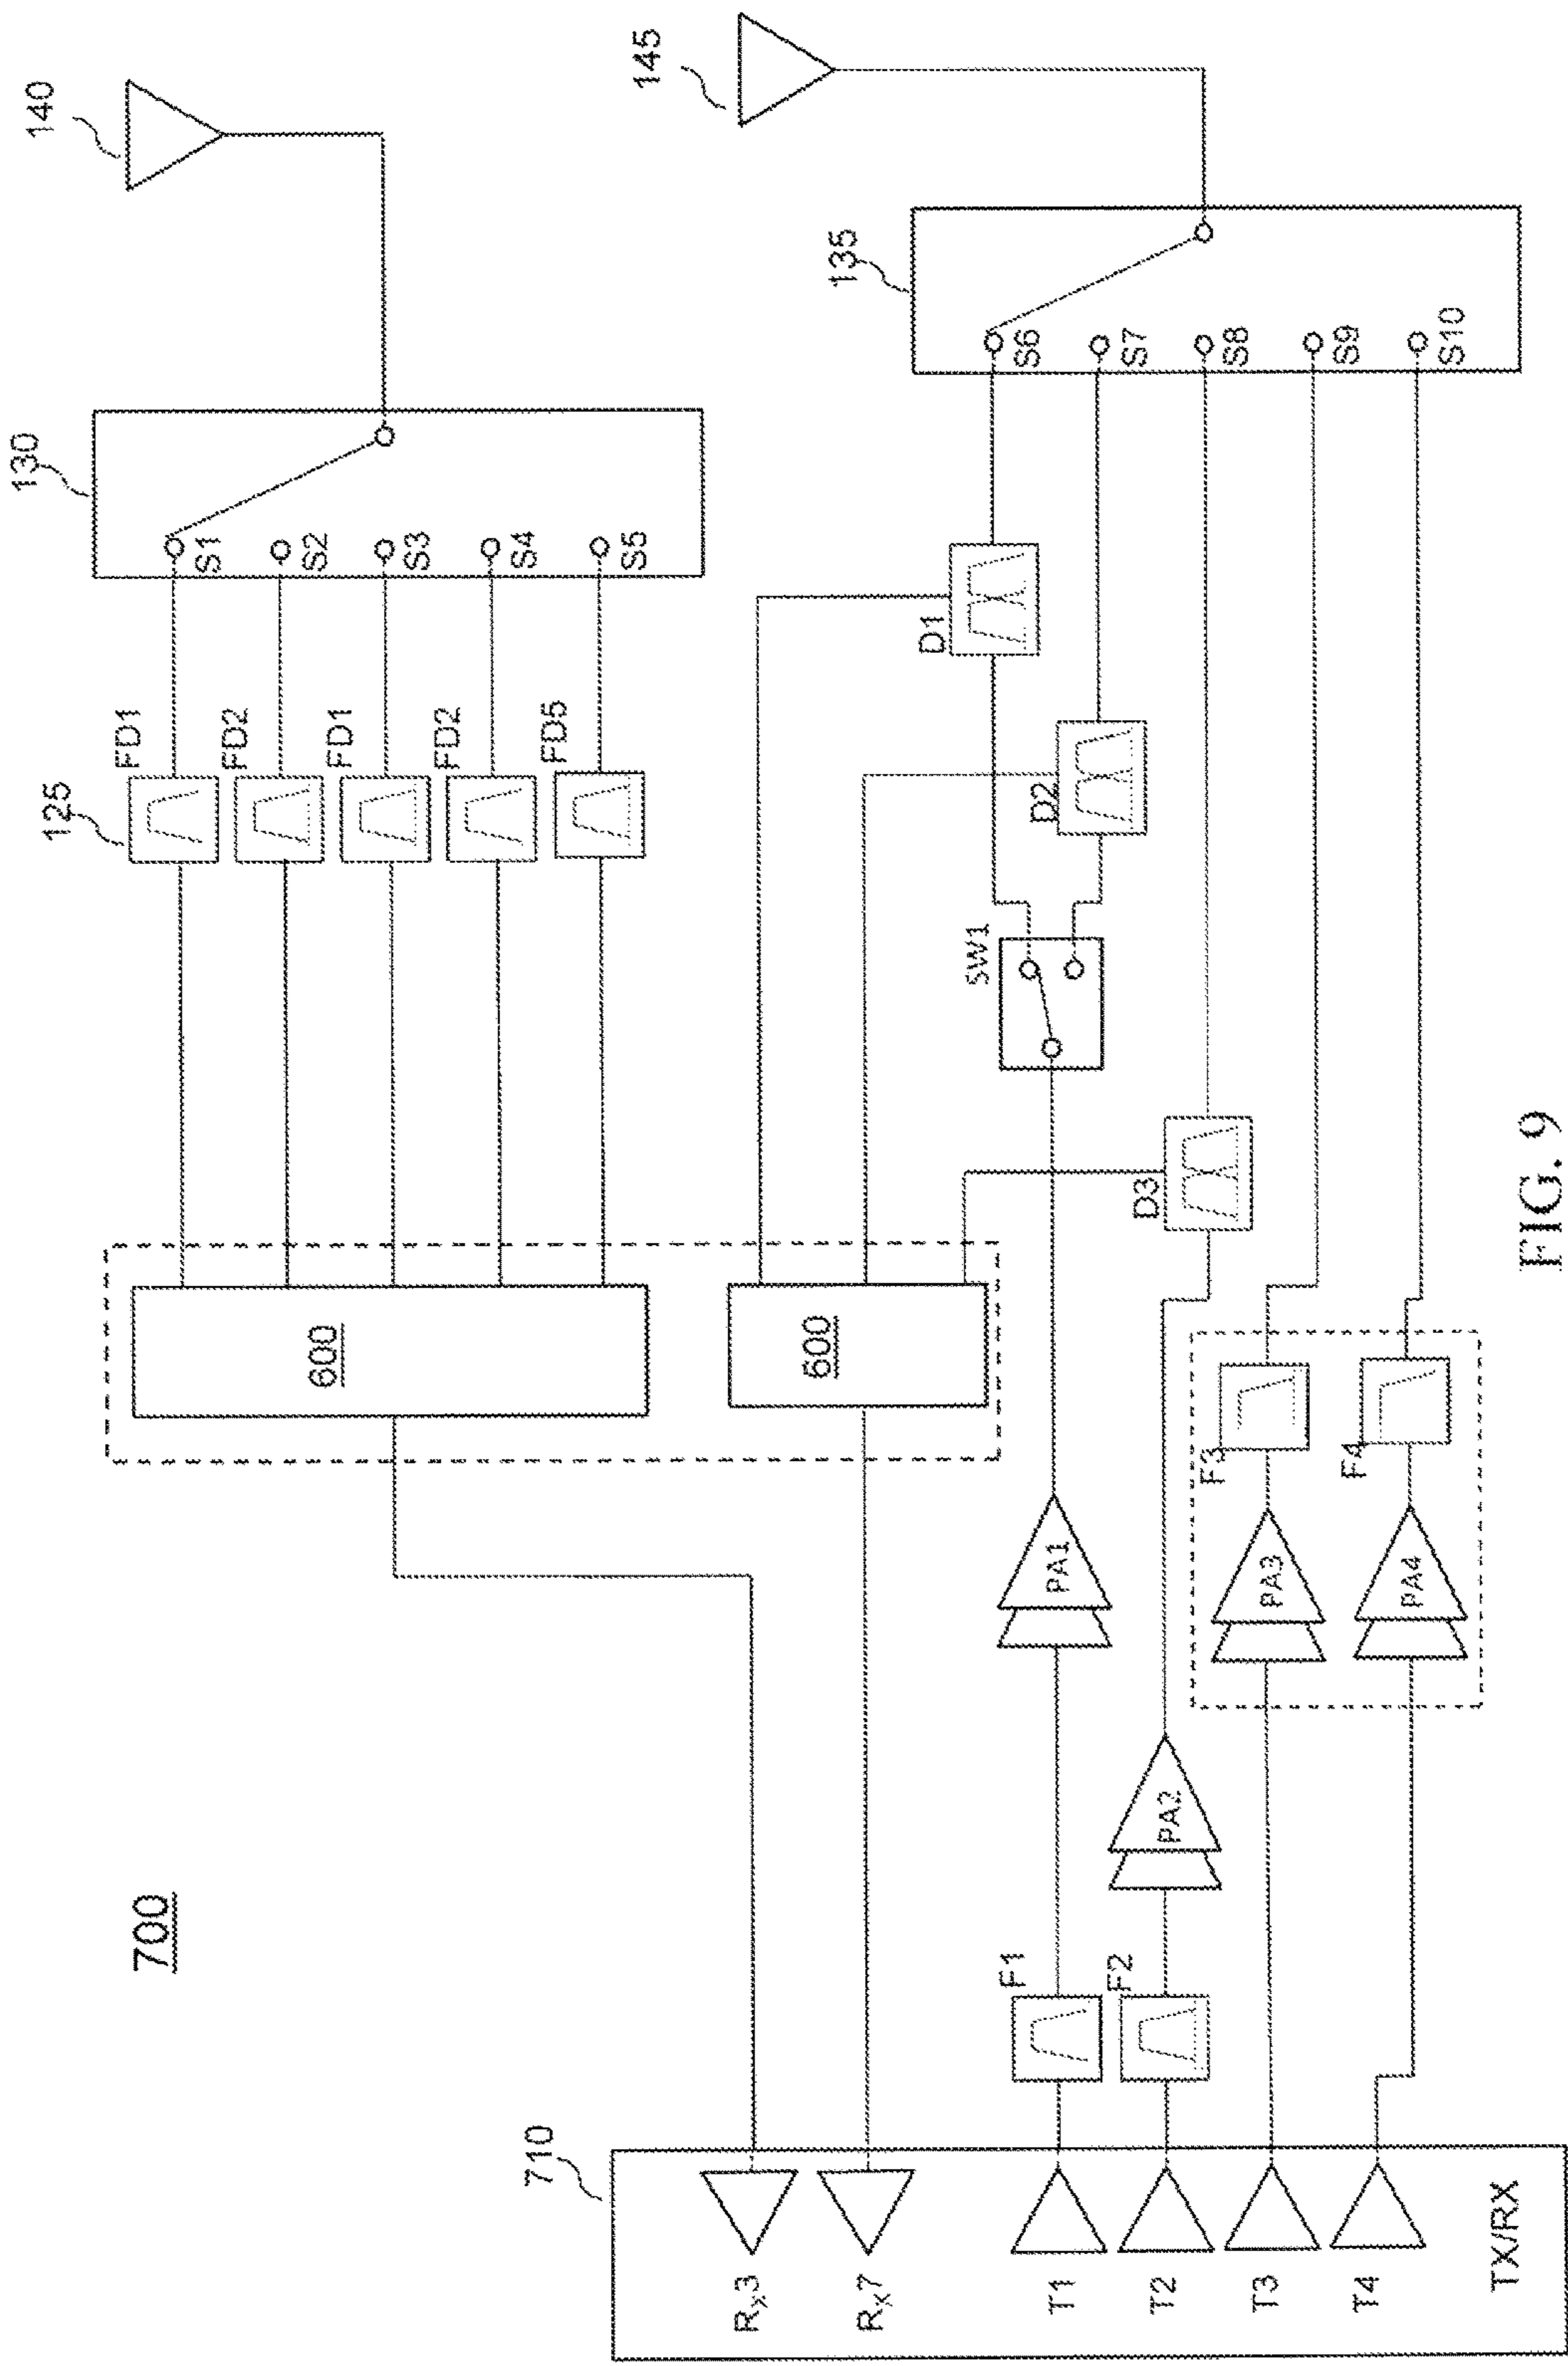 700
140
145
130
S1
S2
S3
S4
S5
135
S6
S7
S8
S9
S10
125
FD1
FD2
FD1
FD2
FD5
D1
D2
SW1
D3
600
600
PA1
PA2
PA3
PA4
F3
F4
F1
F2
710
Rx3
Rx7
T1
T2
T3
T4
TX/RX
FIG. 9